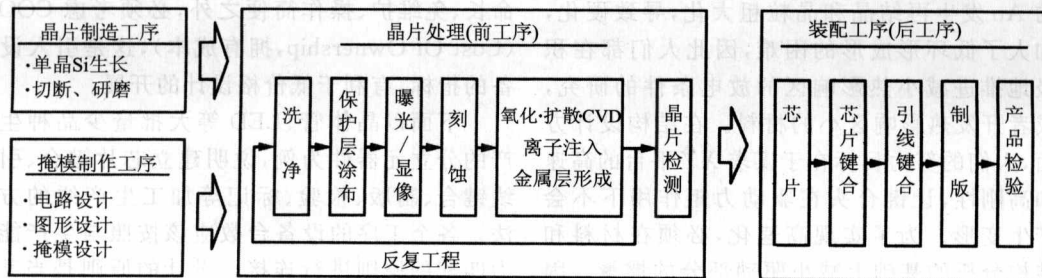 晶片制造工序
·单晶Si生长
·切断、研磨
掩模制作工序
·电路设计
·图形设计
·掩模设计
晶片处理(前工序)
洗净
保护层涂布
曝光/显像
刻蚀
氧化·扩散CVD
离子注入
金属层形成
晶片检测
反复工程
装配工序(后工序)
芯片
芯片键合
引线键合
制版
产品检验